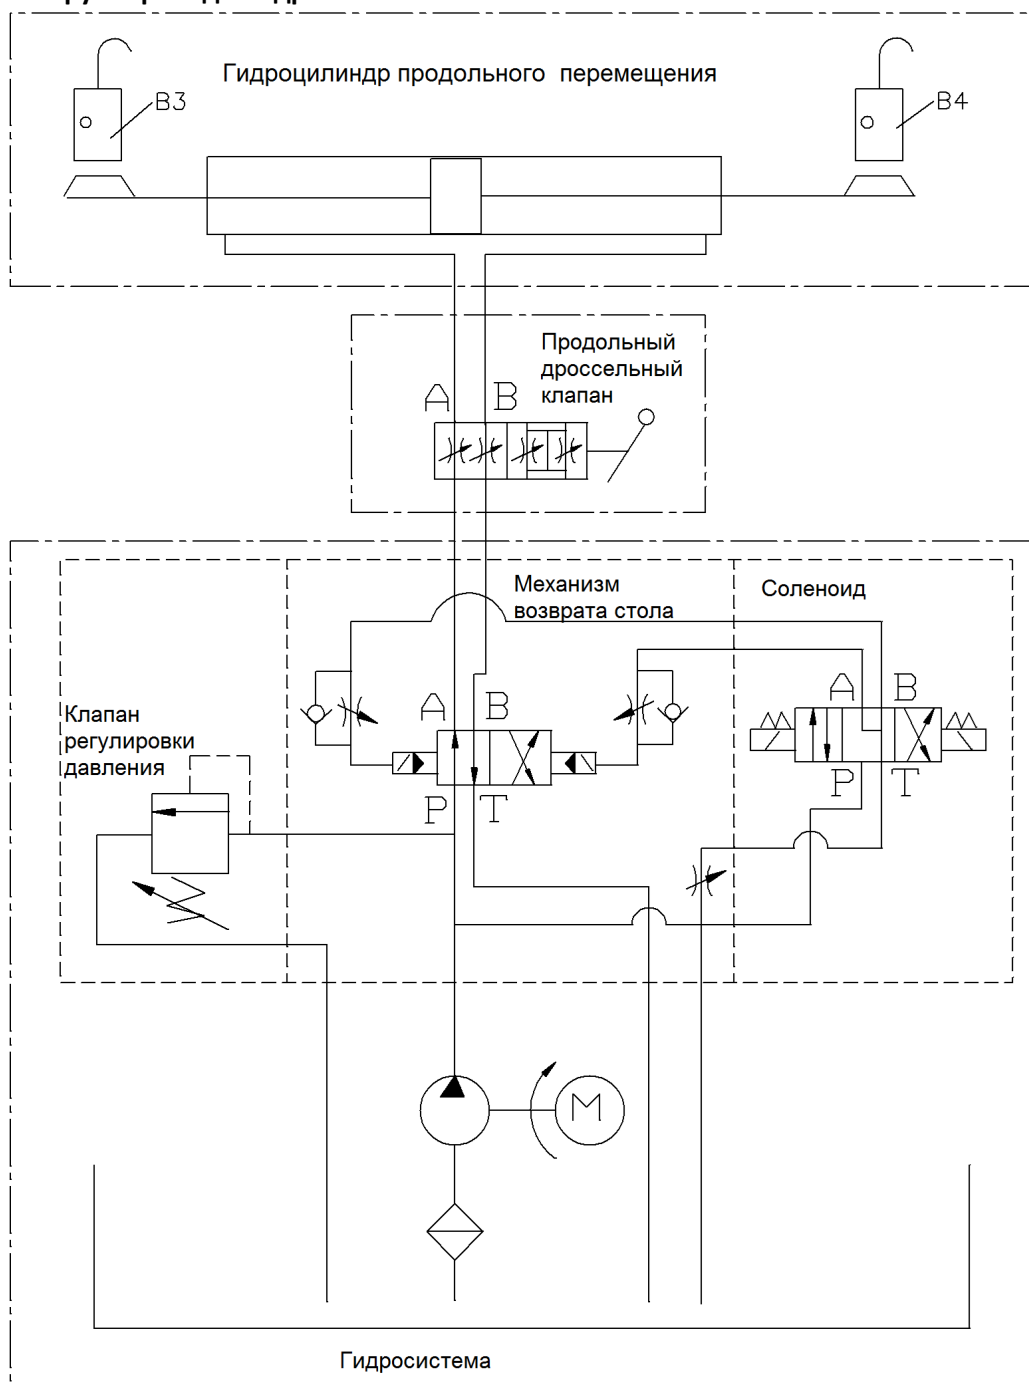 Гидроцилиндр продольного перемещения
B3
B4
Продольный
дроссельный
клапан
A B
Механизм
возврата стола
Соленоид
A B
A B
Клапан
регулировки
давления
P T
P T
M
Гидросистема